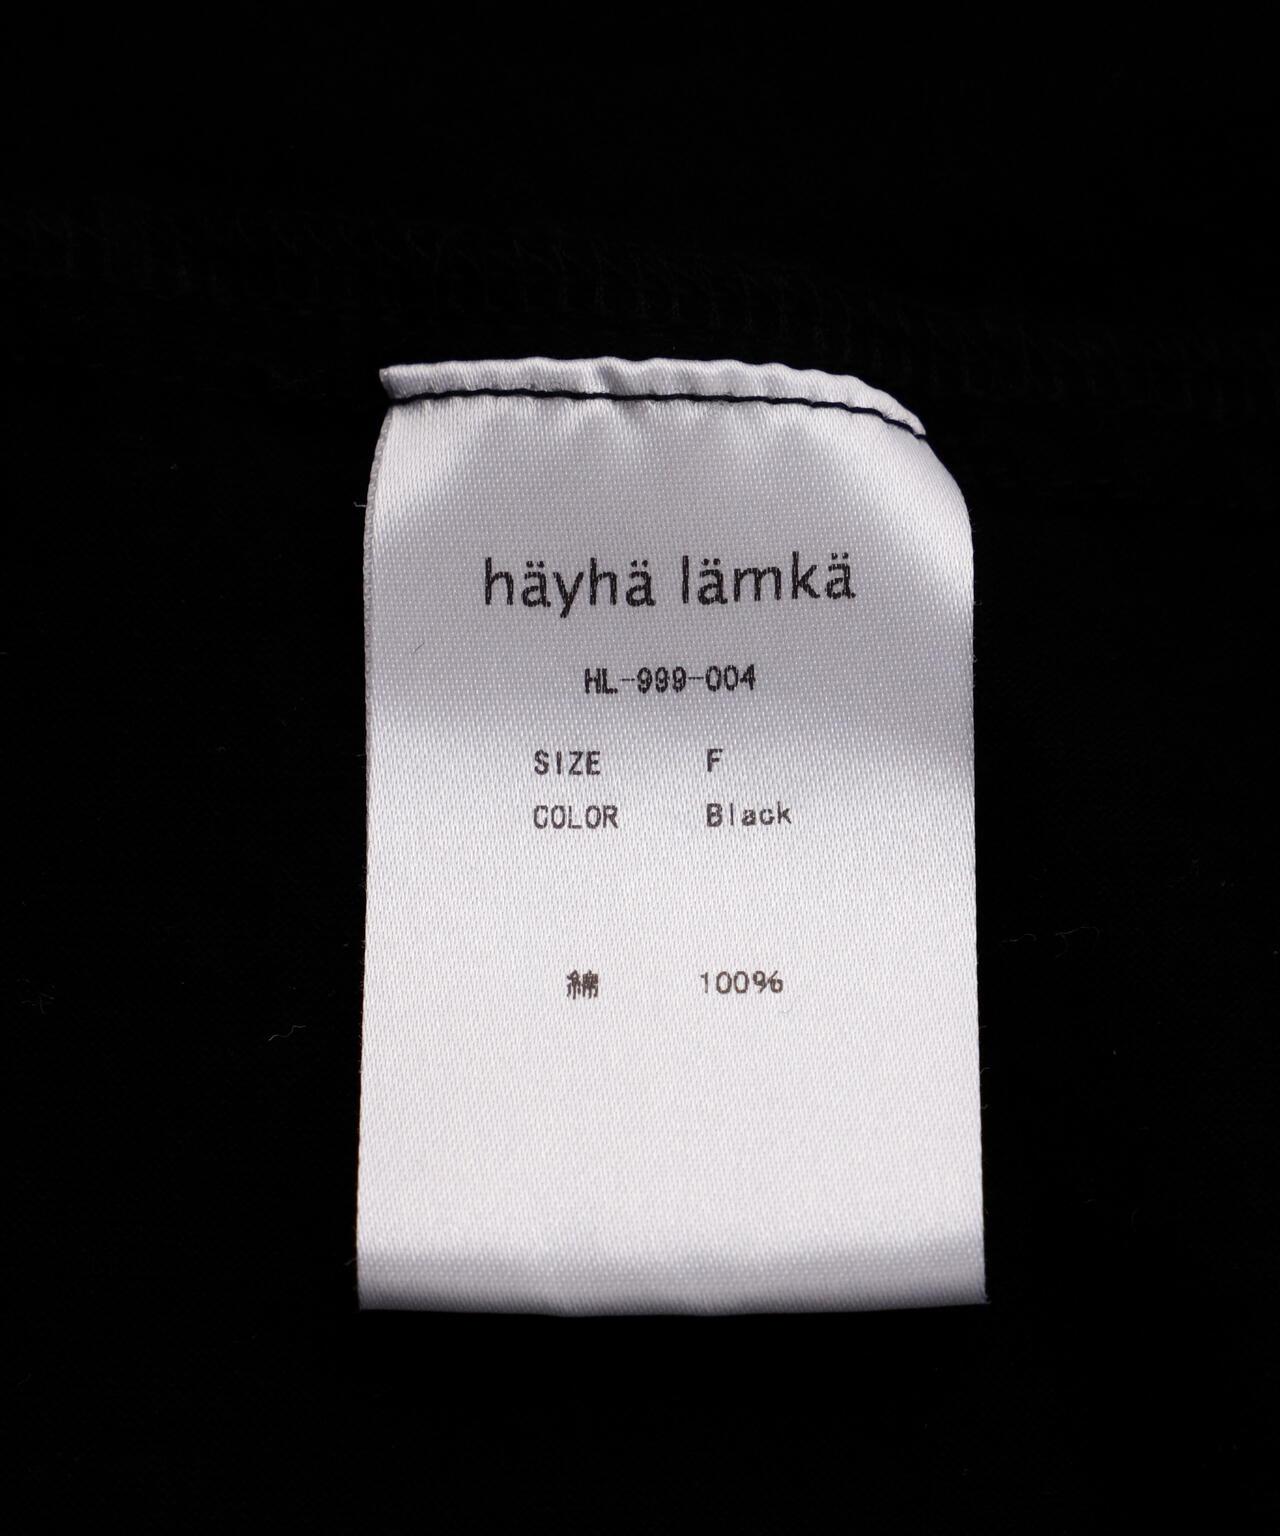 häyhä lämkä
HL-999-004
SIZE F
COLOR Black
綿 100%